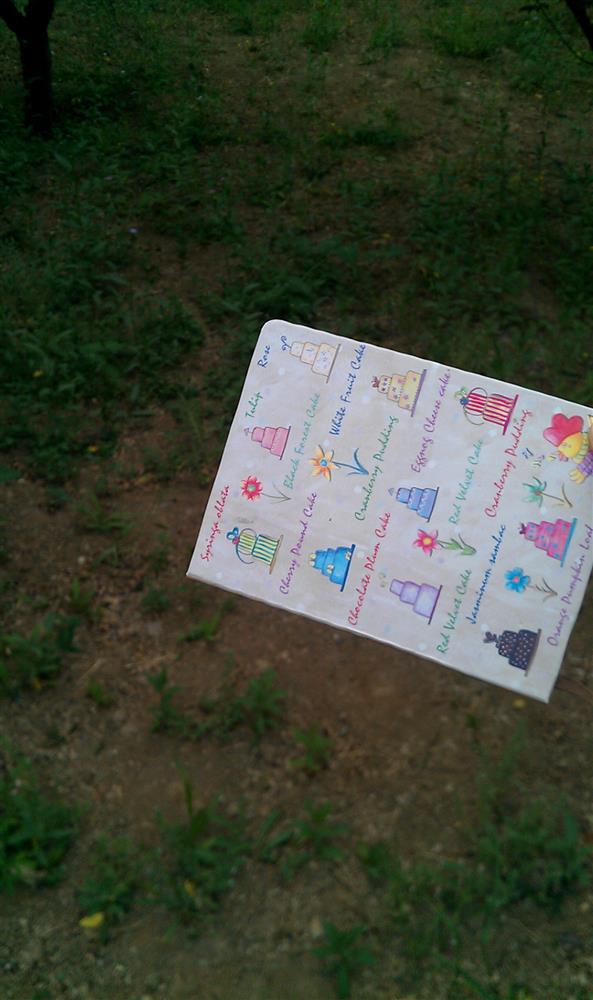 Rose
White Fruit Cake
Tulip
Black Forest Cake
Cranberry Pudding
Eggnog Cheese cake
Syringa oblata
Cherry Pound Cake
Red Velvet Cake
Cranberry Pudding
Chocolate Plum Cake
Red Velvet Cake
Jasminum sambac
Orange Pumpkin Loaf